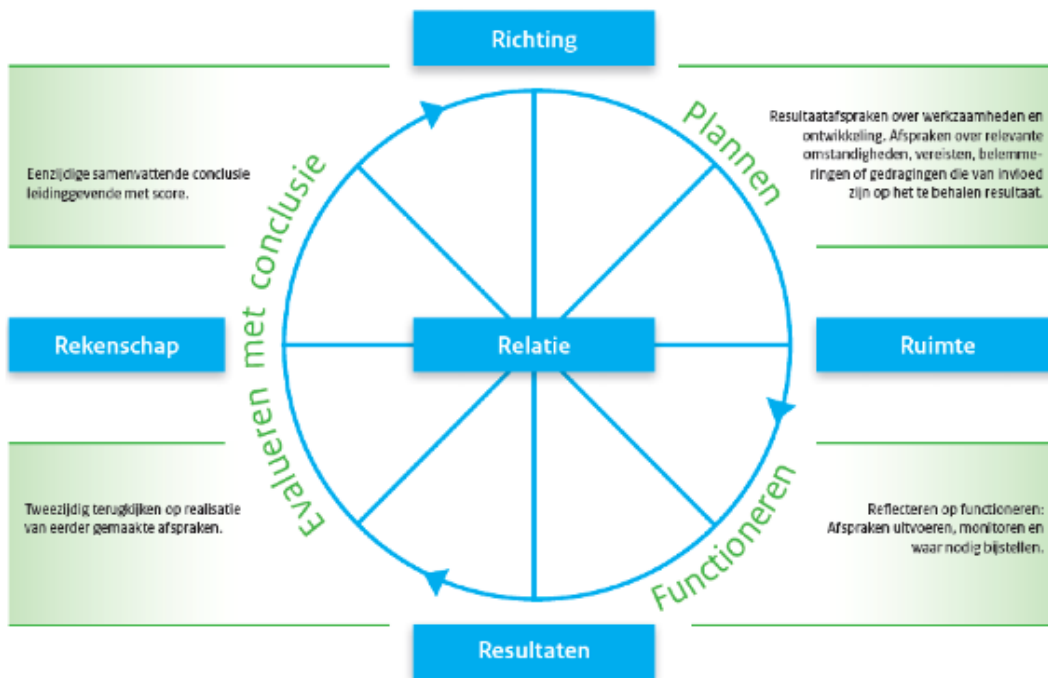 Richting
Plannen
Resultaatafspraken over werkzaamheden en
ontwikkeling. Afspraken over relevante
omstandigheden, vereisten, belemme-
ringen of gedragingen die van invloed
zijn op het te behalen resultaat.
Eenzijdige samenvattende conclusie
leidinggevende met score.
Evalueren met conclusie
Rekenschap
Relatie
Ruimte
Tweezijdig terugkijken op realisatie
van eerder gemaakte afspraken.
Functioneren
Reflecteren op functioneren:
Afspraken uitvoeren, monitoren en
waar nodig bijstellen.
Resultaten